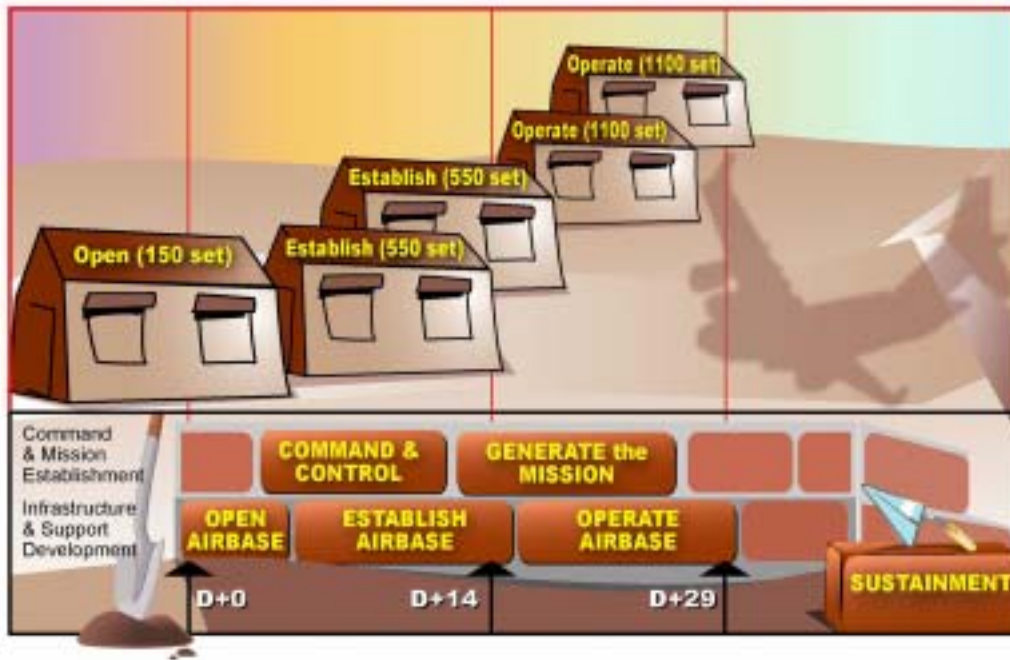 Operate (1100 set)
Operate (1100 set)
Establish (550 set)
Open (150 set)
Establish (550 set)
Command
& Mission
Establishment
COMMAND &
CONTROL
GENERATE the
MISSION
Infrastructure
& Support
Development
OPEN
AIRBASE
ESTABLISH
AIRBASE
OPERATE
AIRBASE
SUSTAINMENT
D+0
D+14
D+29